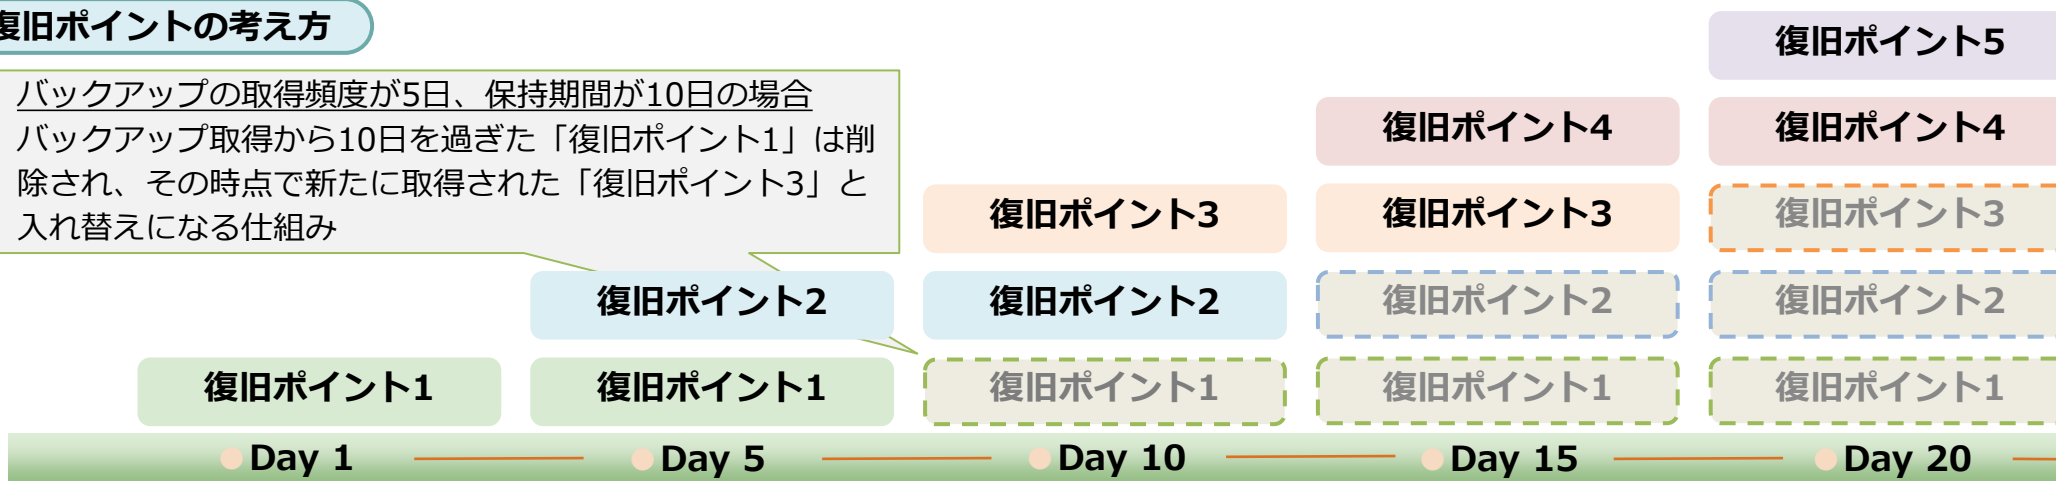 復旧ポイントの考え方
バックアップの取得頻度が5日、保持期間が10日の場合
バックアップ取得から10日を過ぎた「復旧ポイント1」は削
除され、その時点で新たに取得された「復旧ポイント3」と
入れ替えになる仕組み
復旧ポイント5
復旧ポイント4
復旧ポイント4
復旧ポイント3
復旧ポイント3
復旧ポイント3
復旧ポイント2
復旧ポイント2
復旧ポイント2
復旧ポイント2
復旧ポイント1
復旧ポイント1
復旧ポイント1
復旧ポイント1
復旧ポイント1
Day 1
Day 5
Day 10
Day 15
Day 20